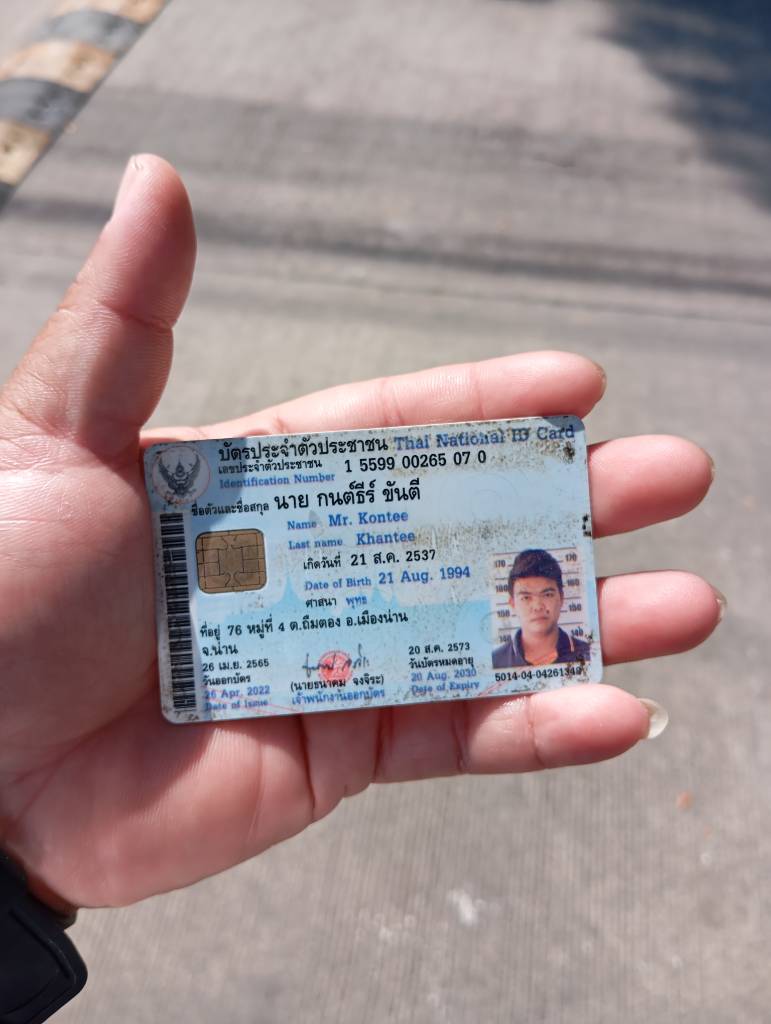 บัตรประจำตัวประชาชน Thai National ID Card
เลขประจำตัวประชาชน 1 5599 00265 07 0
Identification Number
ชื่อตัวและชื่อสกุล นาย กนต์ธีร์ ขันตี
Name Mr. Kontee
Last name Khantee
เกิดวันที่ 21 ส.ค. 2537
Date of Birth 21 Aug. 1994
ศาสนา พุทธ
ที่อยู่ 76 หมู่ที่ 4 ต.ถืมตอง อ.เมืองน่าน
จ.น่าน
26 เม.ย. 2565
วันออกบัตร
26 Apr. 2022
Date of Issue
(นายธนาคม จงจิระ)
เจ้าพนักงานออกบัตร
20 ส.ค. 2573
วันบัตรหมดอายุ
20 Aug. 2030
Date of Expiry
170 170
160 160
150 150
140
5014-04-04261340